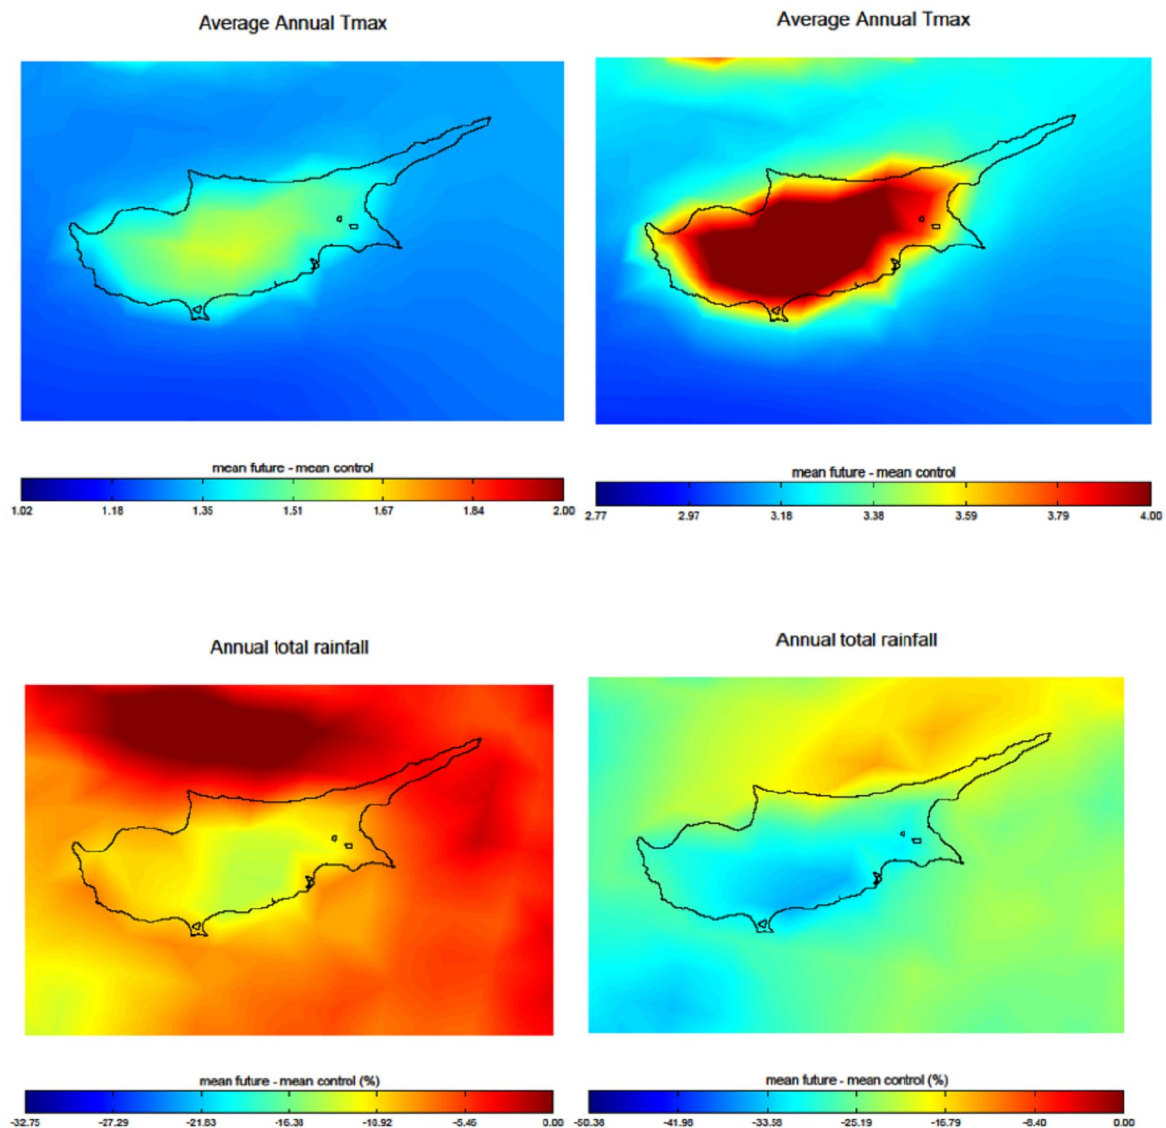 Average Annual Tmax
Average Annual Tmax
mean future - mean control
1.02 1.18 1.35 1.51 1.67 1.84 2.00
mean future - mean control
2.77 2.97 3.18 3.38 3.59 3.79 4.00
Annual total rainfall
Annual total rainfall
mean future - mean control (%)
-32.75 -27.29 -21.83 -16.38 -10.92 -5.46 0.00
mean future - mean control (%)
-50.38 -41.98 -33.58 -25.19 -16.79 -8.40 0.00